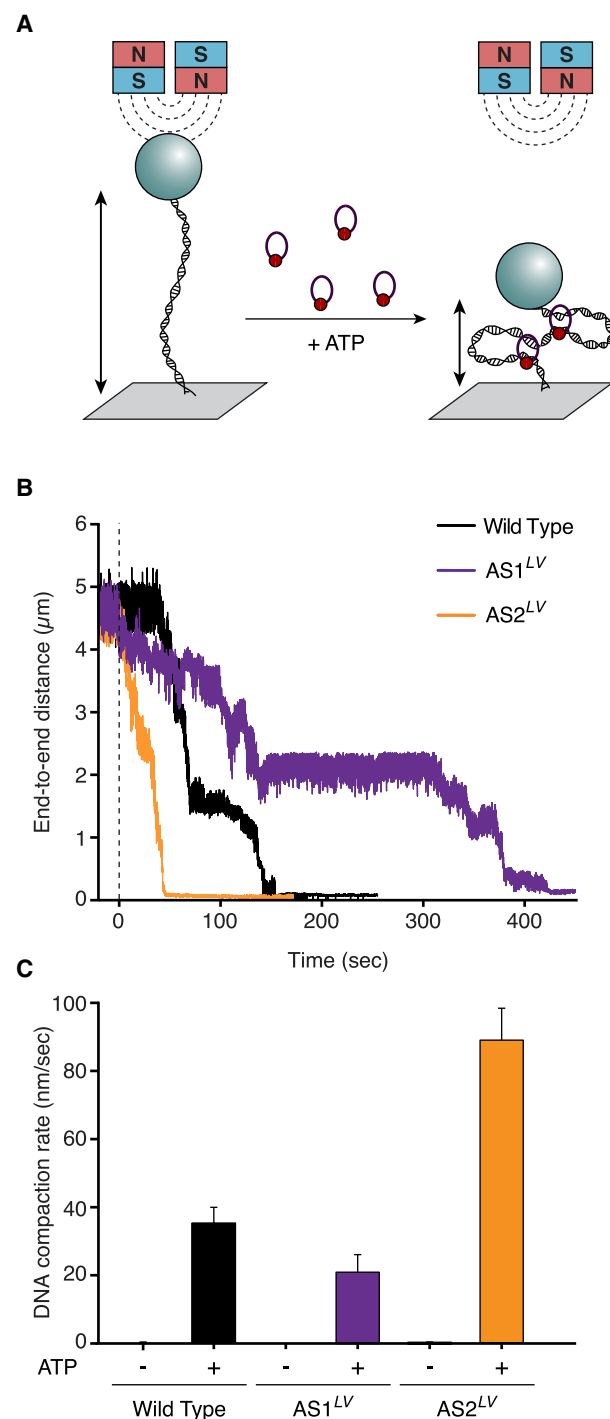 A
N S N S
S N S N
+ ATP
B
End-to-end distance (µm)
6
5
4
3
2
1
0
Wild Type
AS1^LV
AS2^LV
0 100 200 300 400
Time (sec)
C
DNA compaction rate (nm/sec)
100
80
60
40
20
0
ATP - + - + - +
Wild Type AS1^LV AS2^LV